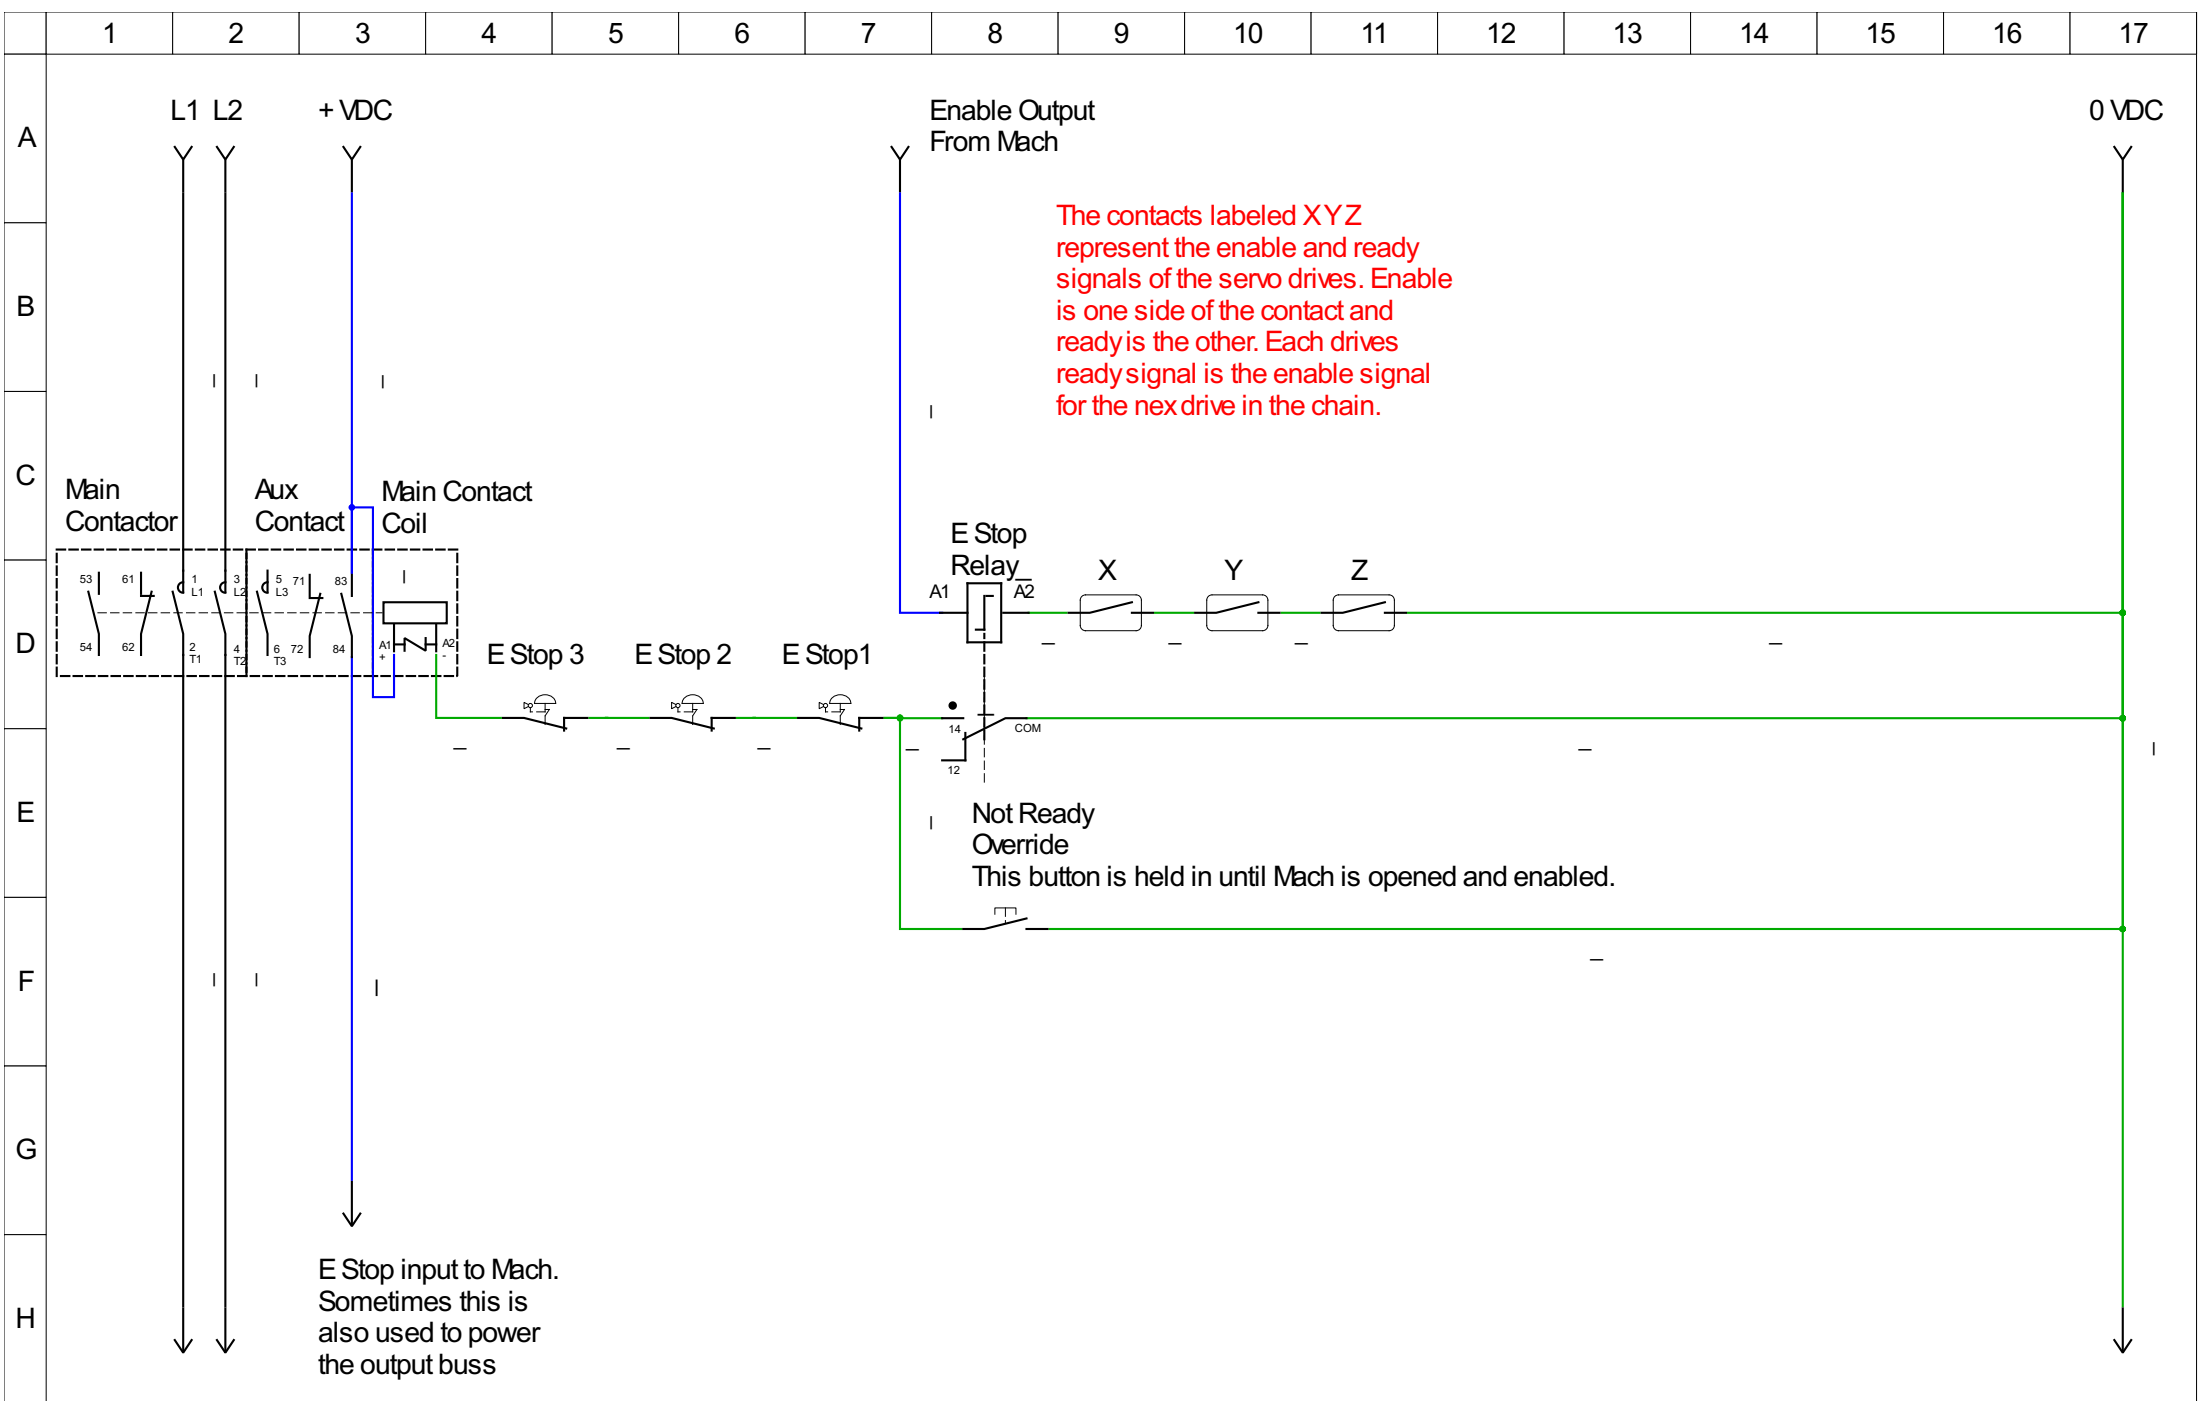 1 2 3 4 5 6 7 8 9 10 11 12 13 14 15 16 17
A
B
C
D
E
F
G
H
L1 L2
+ VDC
Enable Output
From Mach
0 VDC
The contacts labeled X Y Z
represent the enable and ready
signals of the servo drives. Enable
is one side of the contact and
ready is the other. Each drives
ready signal is the enable signal
for the nex drive in the chain.
Main
Contactor
Aux
Contact
Main Contact
Coil
E Stop
Relay
X
Y
Z
53
61
1
L1
3
L2
5
L3
71
83
54
62
2
T1
4
T2
6
T3
72
84
A1
+
A2
-
A1
A2
E Stop 3
E Stop 2
E Stop1
14
COM
12
Not Ready
Override
This button is held in until Mach is opened and enabled.
E Stop input to Mach.
Sometimes this is
also used to power
the output buss